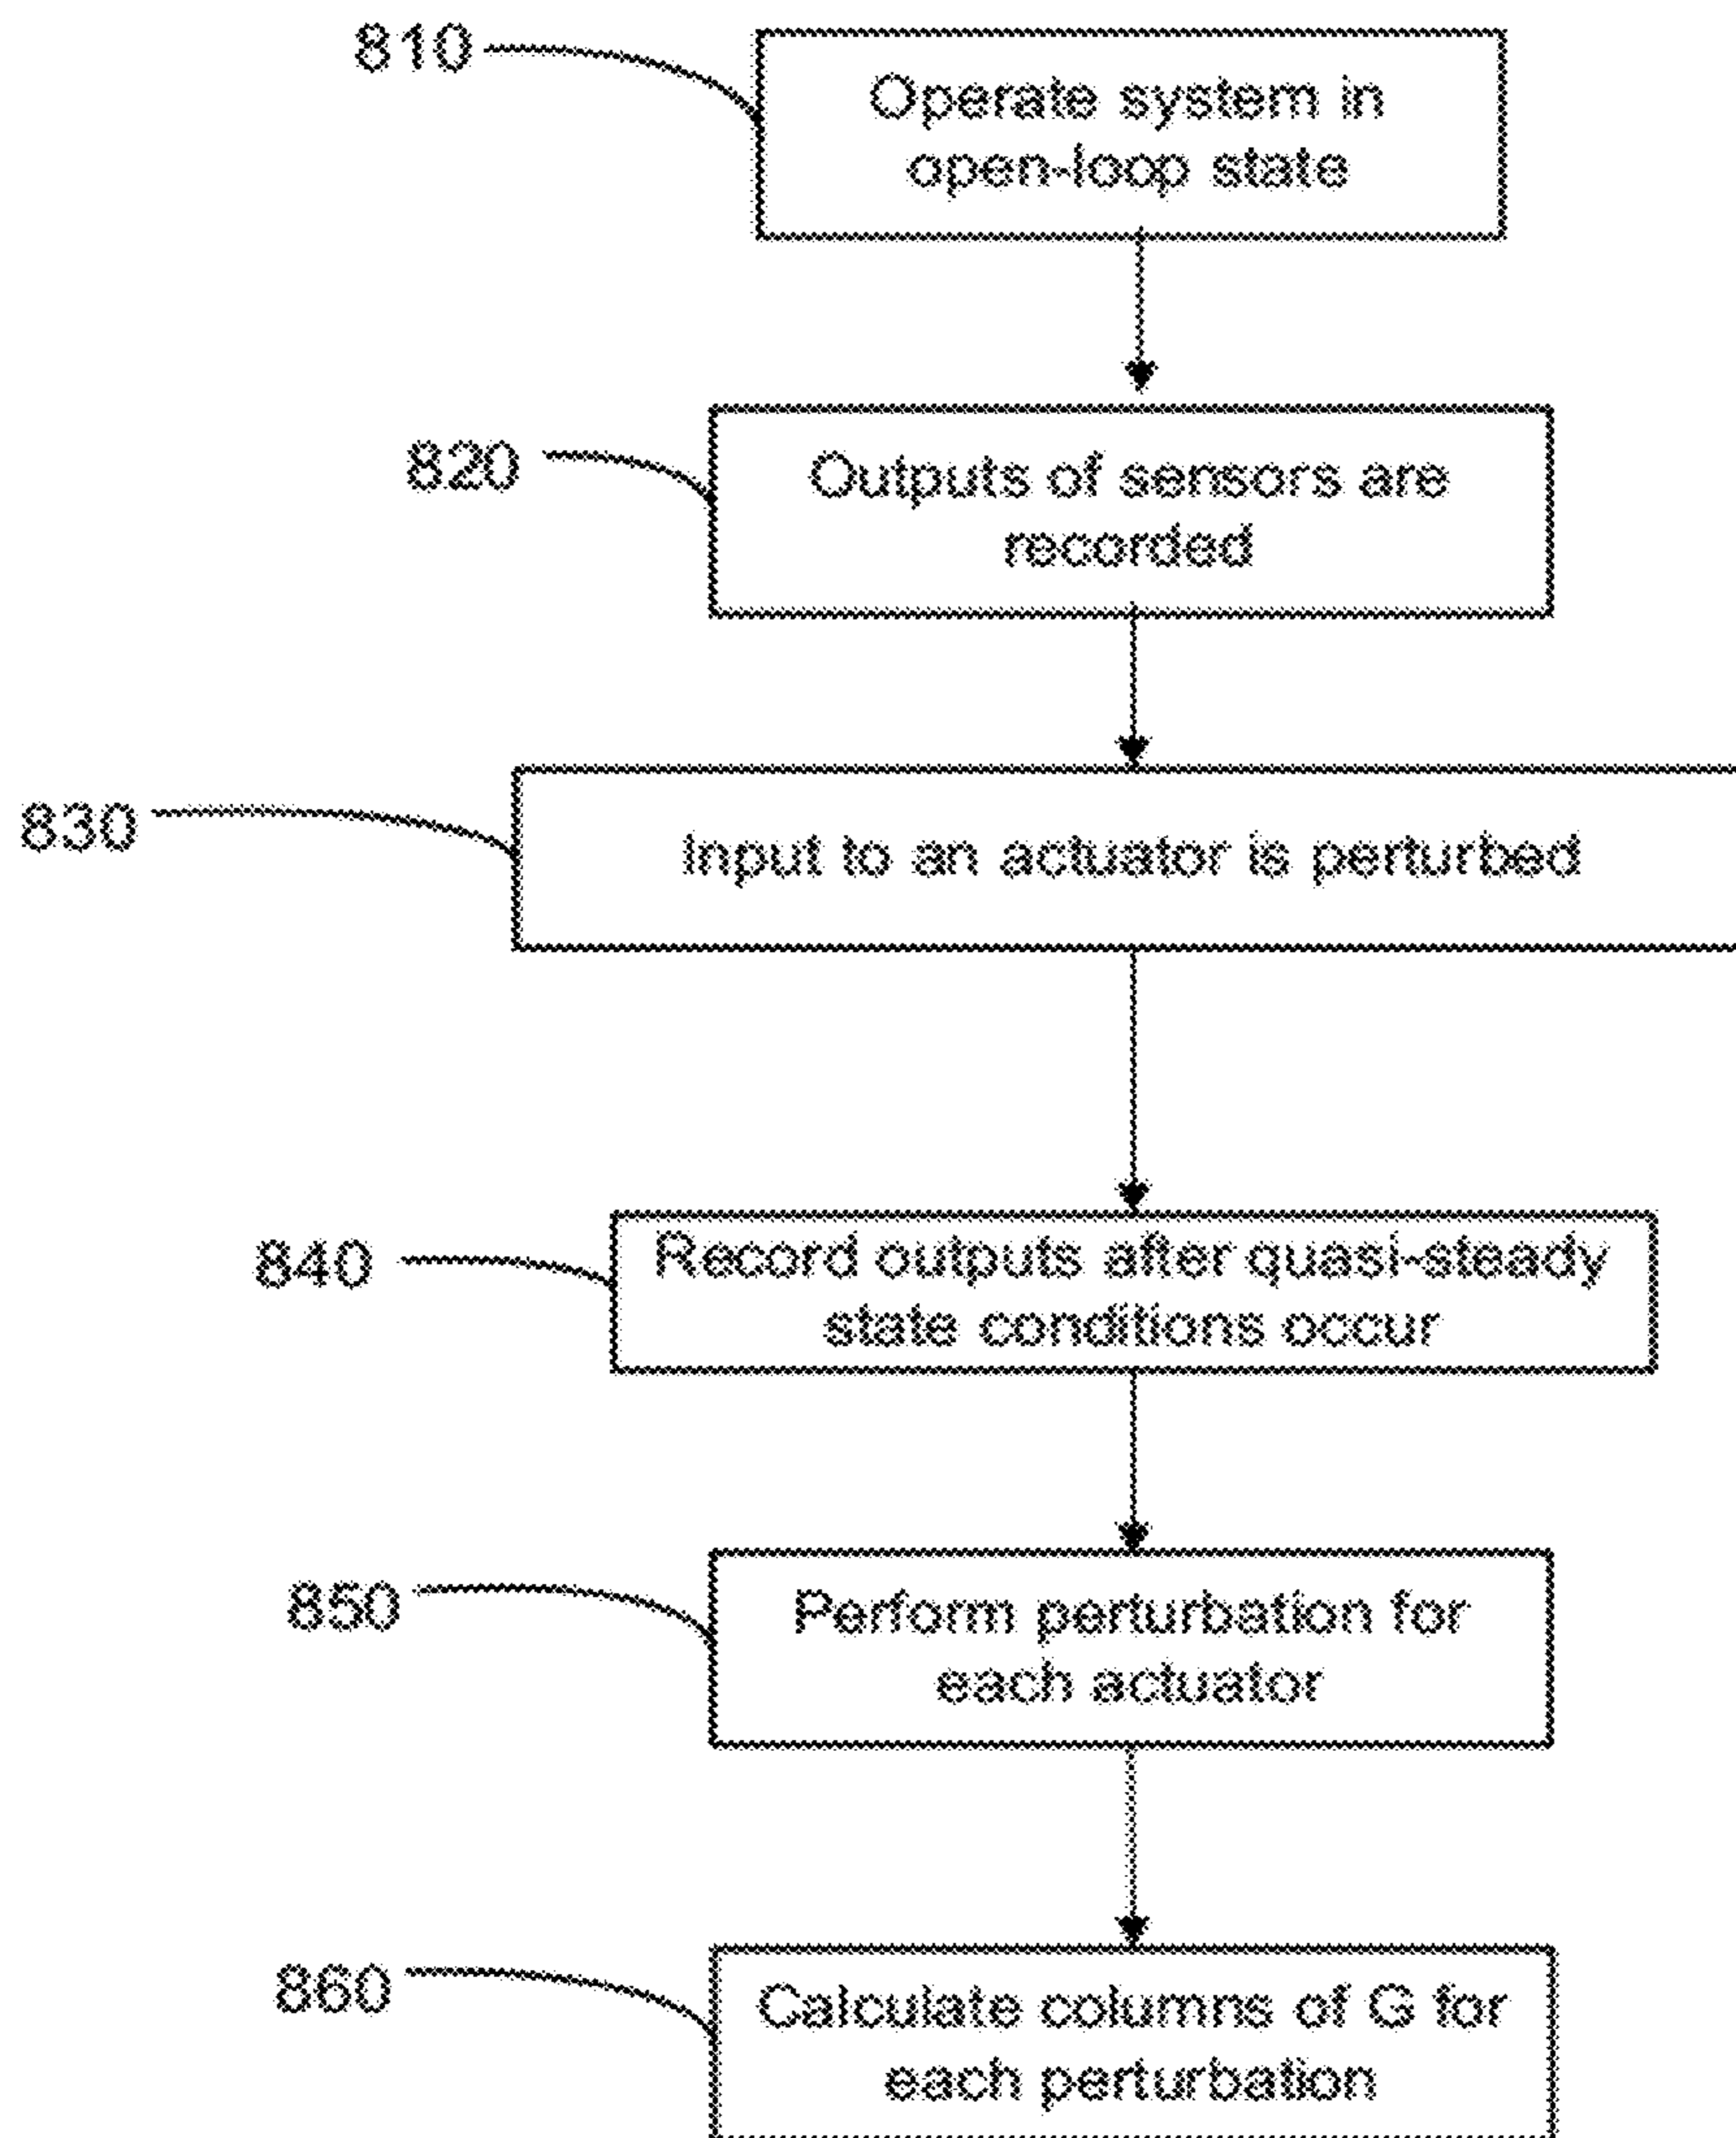 810
Operate system in
open-loop state
820
Outputs of sensors are
recorded
830
Input to an actuator is perturbed
840
Record outputs after quasi-steady
state conditions occur
850
Perform perturbation for
each actuator
860
Calculate columns of G for
each perturbation